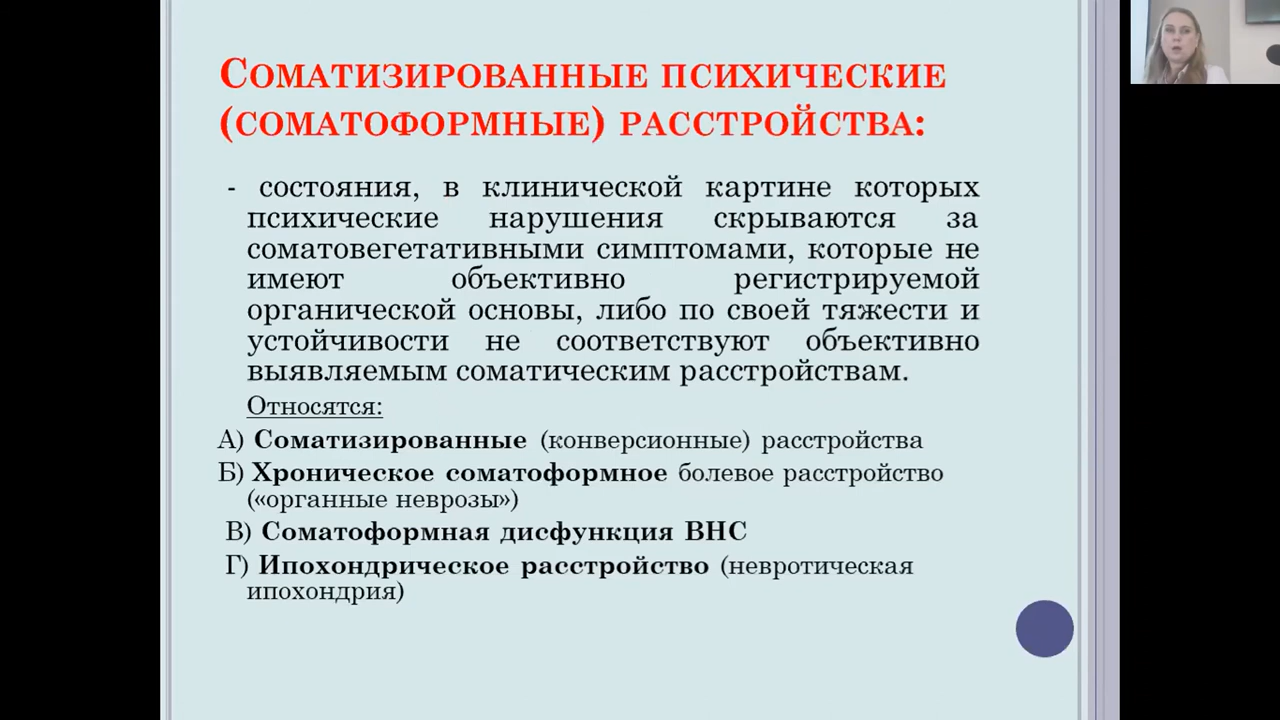 Соматизированные психические
(соматоформные) расстройства:
- состояния, в клинической картине которых
психические нарушения скрываются за
соматовегетативными симптомами, которые не
имеют объективно регистрируемой
органической основы, либо по своей тяжести и
устойчивости не соответствуют объективно
выявляемым соматическим расстройствам.
Относятся:
А) Соматизированные (конверсионные) расстройства
Б) Хроническое соматоформное болевое расстройство
(«органные неврозы»)
В) Соматоформная дисфункция ВНС
Г) Ипохондрическое расстройство (невротическая
ипохондрия)